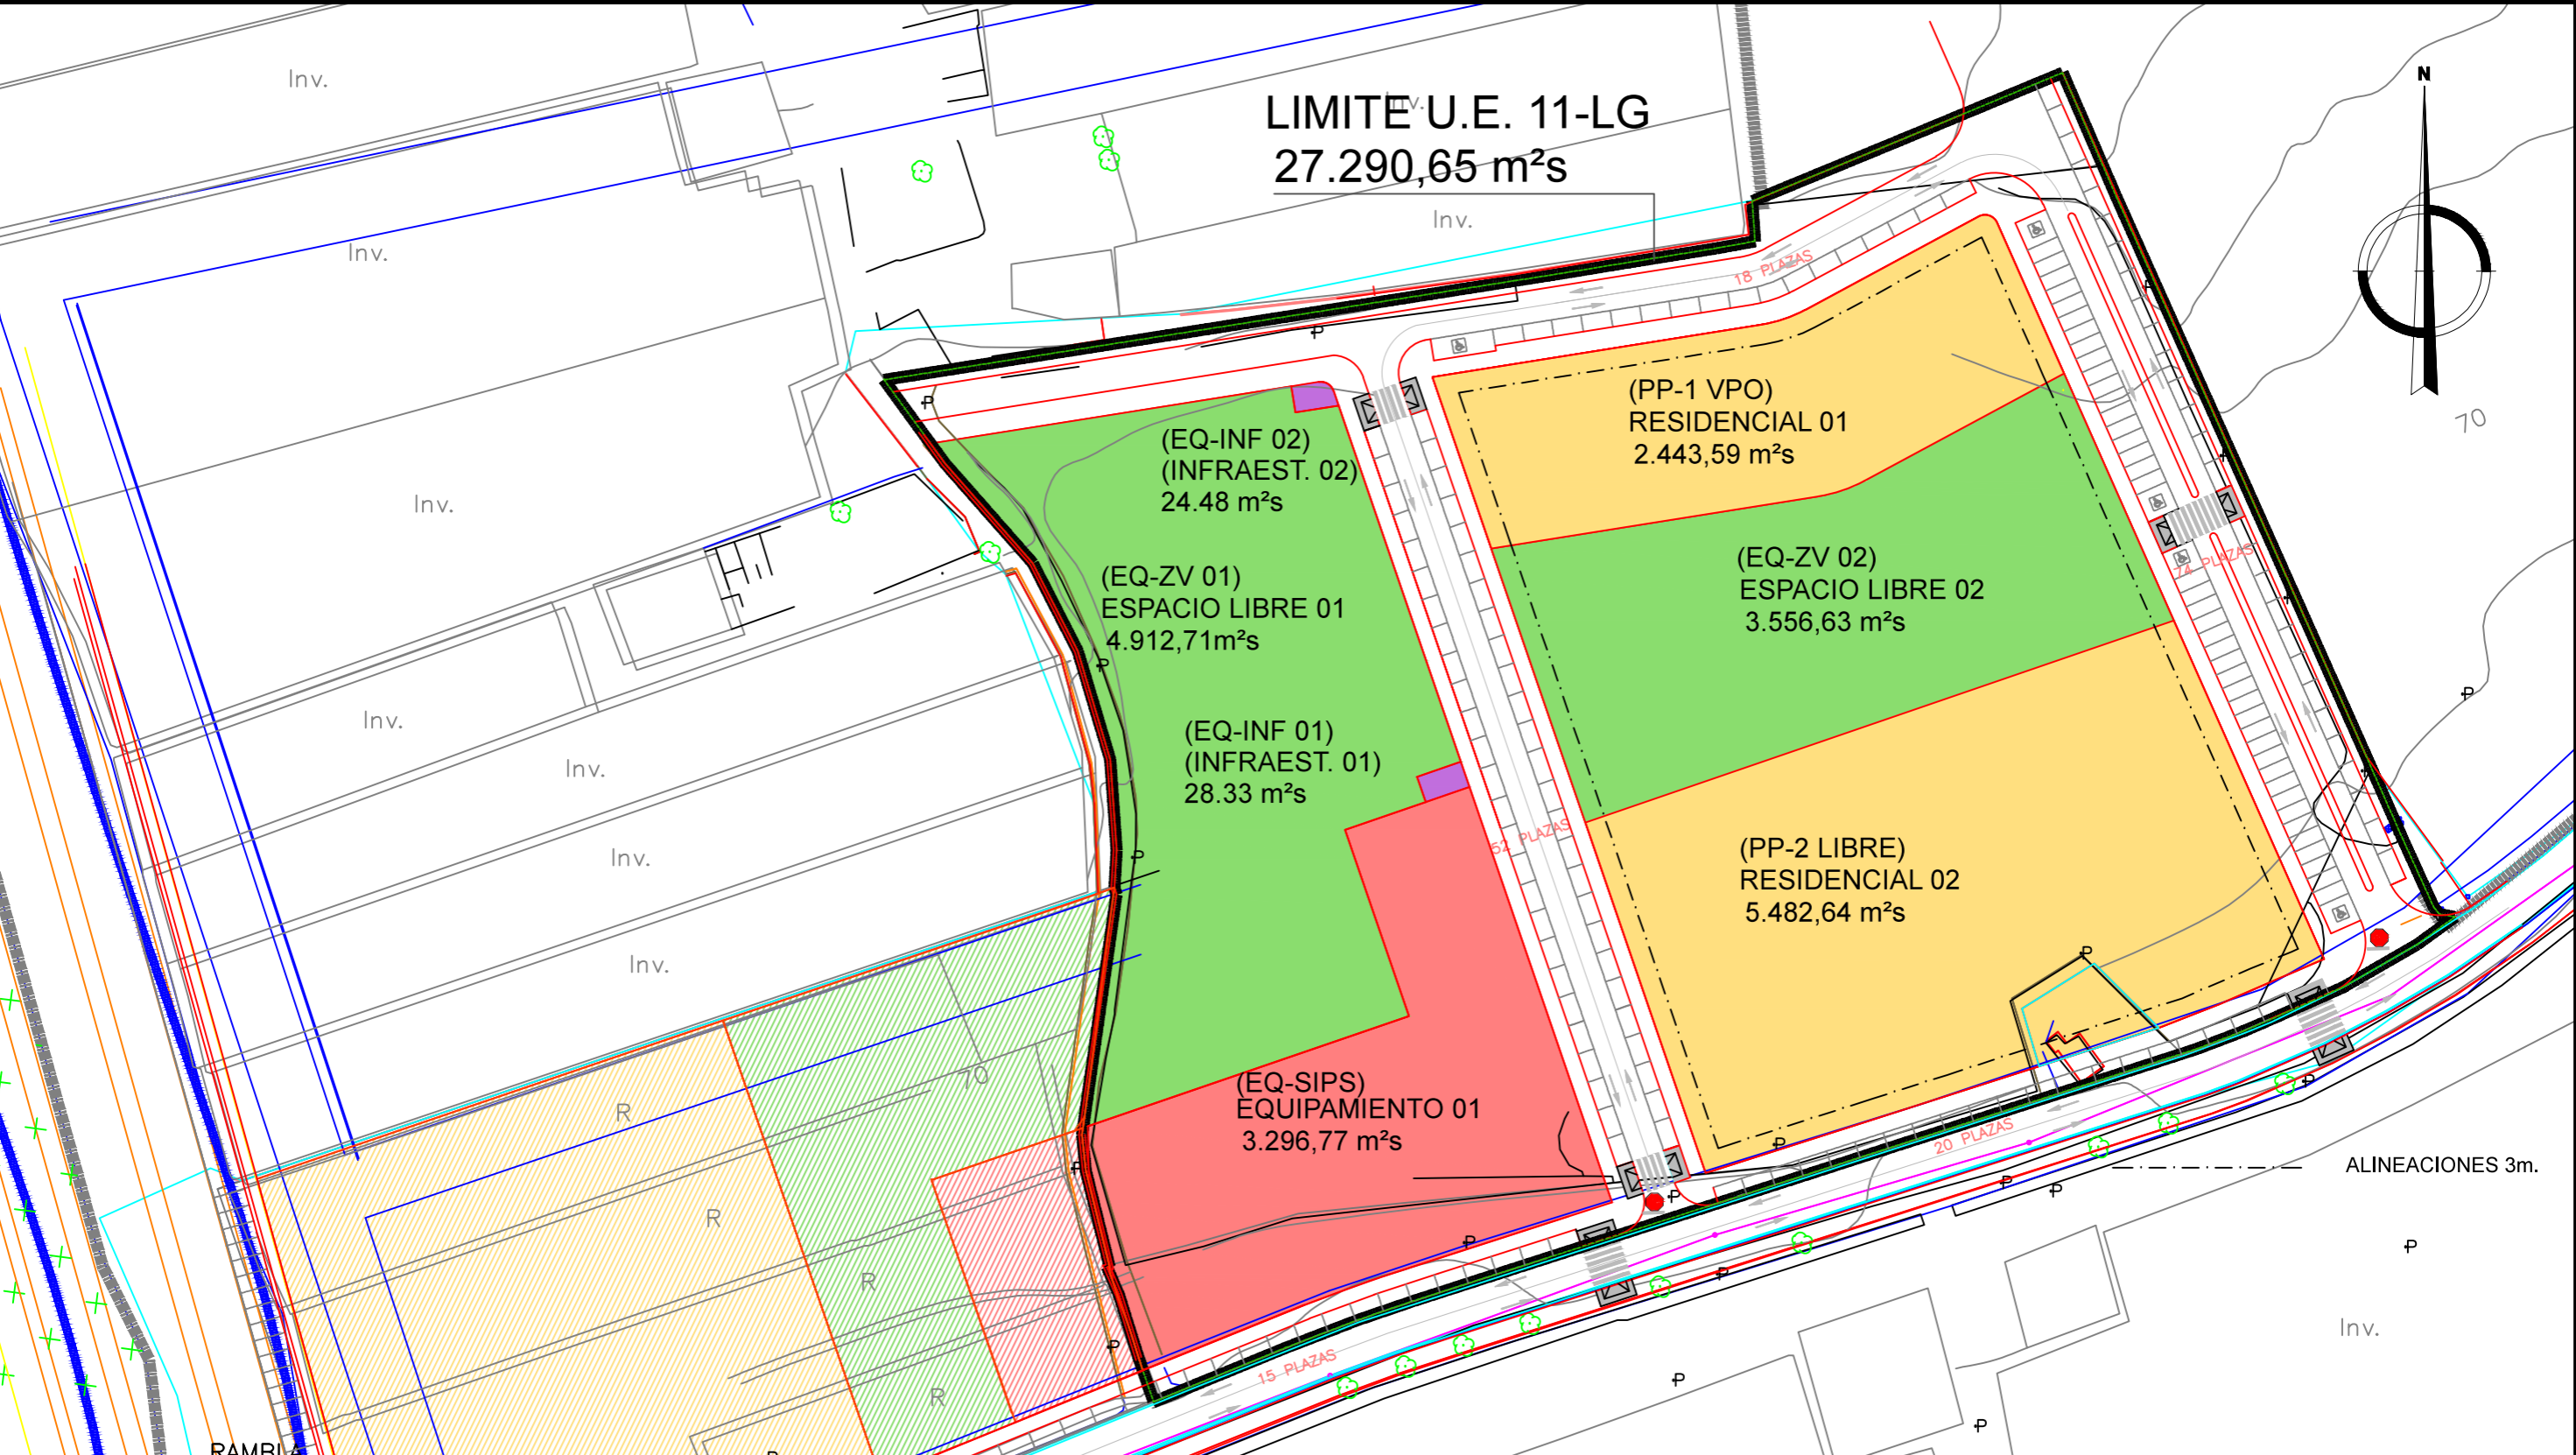 Inv.
Inv.
LIMITE U.E. 11-LG
27.290,65 m²s
Inv.
N
Inv.
18 PLAZAS
(PP-1 VPO)
RESIDENCIAL 01
2.443,59 m²s
70
(EQ-INF 02)
(INFRAEST. 02)
24.48 m²s
Inv.
(EQ-ZV 01)
ESPACIO LIBRE 01
4.912,71m²s
(EQ-ZV 02)
ESPACIO LIBRE 02
3.556,63 m²s
74 PLAZAS
Inv.
Inv.
(EQ-INF 01)
(INFRAEST. 01)
28.33 m²s
Inv.
52 PLAZAS
(PP-2 LIBRE)
RESIDENCIAL 02
5.482,64 m²s
Inv.
70
R
(EQ-SIPS)
EQUIPAMIENTO 01
3.296,77 m²s
20 PLAZAS
ALINEACIONES 3m.
R
R
Inv.
15 PLAZAS
R
RAMBLA